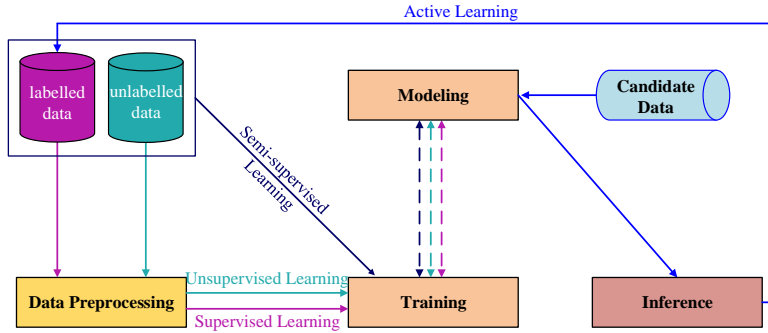 Active Learning
labelled
data
unlabelled
data
Modeling
Candidate
Data
Semi-supervised
Learning
Unsupervised Learning
Data Preprocessing
Training
Inference
Supervised Learning